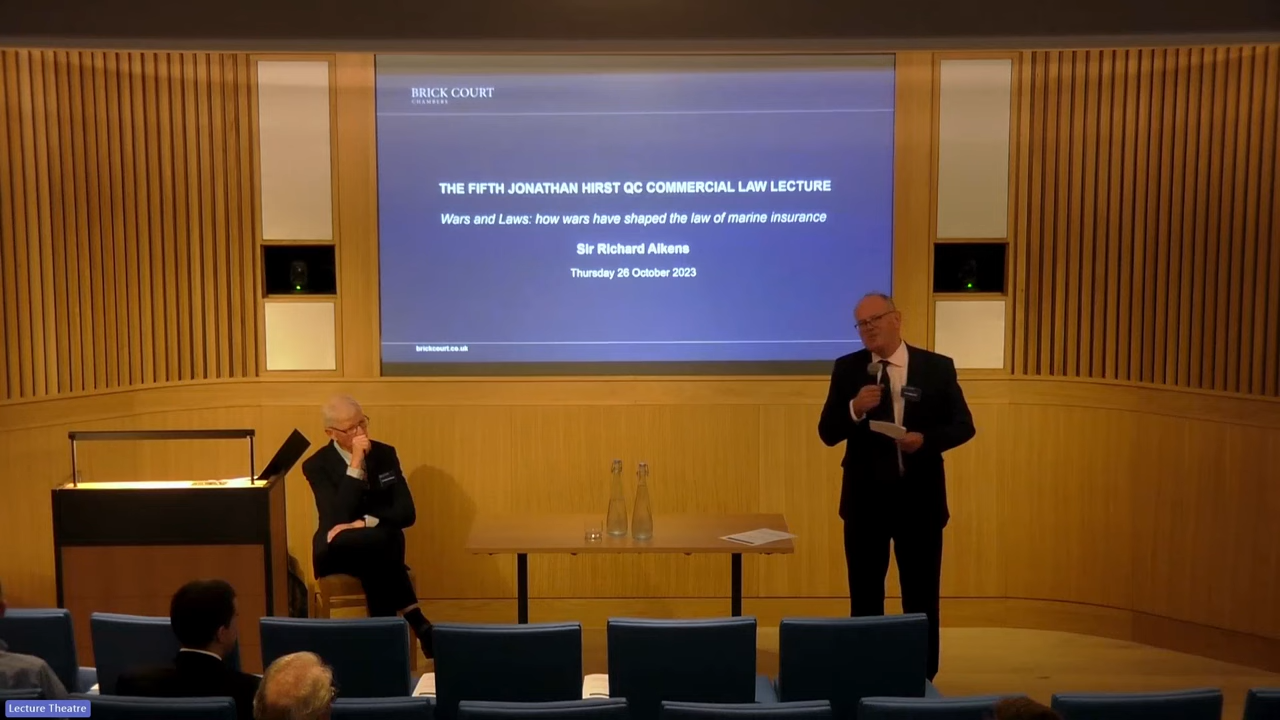 BRICK COURT
CHAMBERS
THE FIFTH JONATHAN HIRST QC COMMERCIAL LAW LECTURE
Wars and Laws: how wars have shaped the law of marine insurance
Sir Richard Aikens
Thursday 26 October 2023
brickcourt.co.uk
Lecture Theatre